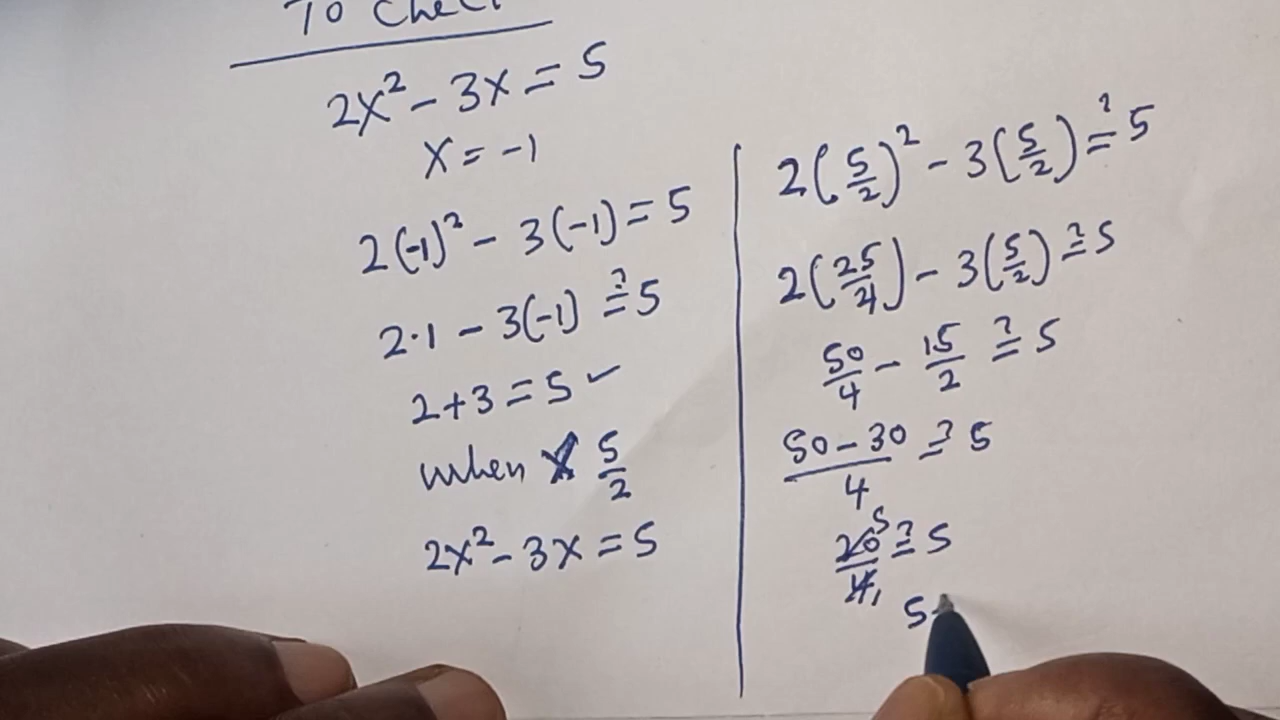 To Check
2x² - 3x = 5
x = -1
2(-1)² - 3(-1) = 5
2·1 - 3(-1) ≟ 5
2+3 = 5 ✓
when x 5/2
2x² - 3x = 5
2(5/2)² - 3(5/2) ≟ 5
2(25/4) - 3(5/2) ≟ 5
50/4 - 15/2 ≟ 5
(50-30)/4 ≟ 5
20/4 5 1 ≟ 5
5